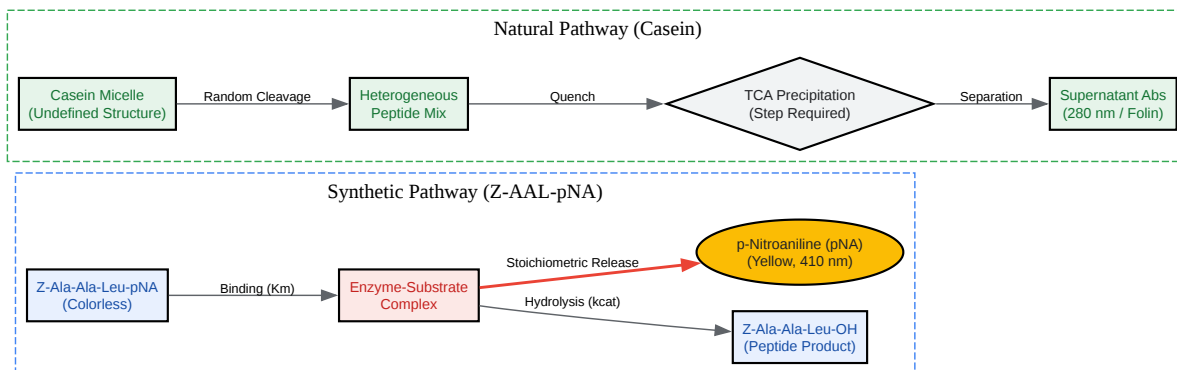 Natural Pathway (Casein)
Casein Micelle
(Undefined Structure)
Random Cleavage
Heterogeneous
Peptide Mix
Quench
TCA Precipitation
(Step Required)
Separation
Supernatant Abs
(280 nm / Folin)
Synthetic Pathway (Z-AAL-pNA)
Z-Ala-Ala-Leu-pNA
(Colorless)
Binding (Km)
Enzyme-Substrate
Complex
Stoichiometric Release
p-Nitroaniline (pNA)
(Yellow, 410 nm)
Hydrolysis (kcat)
Z-Ala-Ala-Leu-OH
(Peptide Product)